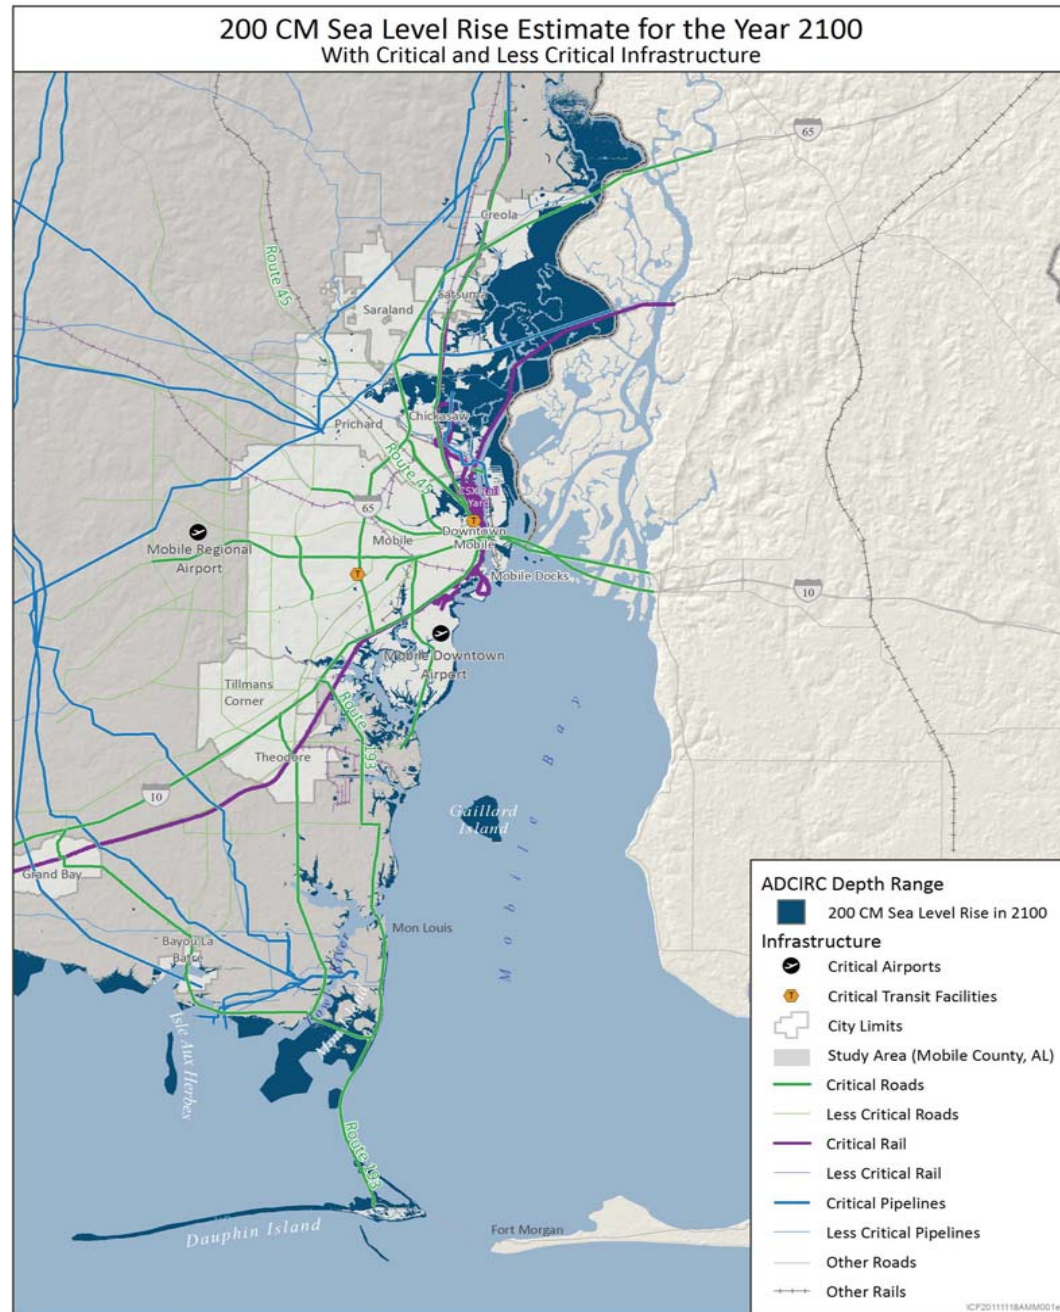 200 CM Sea Level Rise Estimate for the Year 2100
With Critical and Less Critical Infrastructure
65
Route 45
Creola
Satsuma
Saraland
Chickasaw
Prichard
Route 45
65
CSX Rail
Yard
Mobile
Downtown
Mobile
Mobile Regional
Airport
T
T
Mobile Docks
10
Mobile Downtown
Airport
Tillmans
Corner
Route 193
Theodore
10
Mobile Bay
Gaillard
Island
Grand Bay
Mon Louis
Bayou La
Batre
Isle Aux Herbes
Route 193
Dauphin Island
Fort Morgan
ADCIRC Depth Range
200 CM Sea Level Rise in 2100
Infrastructure
Critical Airports
T
Critical Transit Facilities
City Limits
Study Area (Mobile County, AL)
Critical Roads
Less Critical Roads
Critical Rail
Less Critical Rail
Critical Pipelines
Less Critical Pipelines
Other Roads
Other Rails